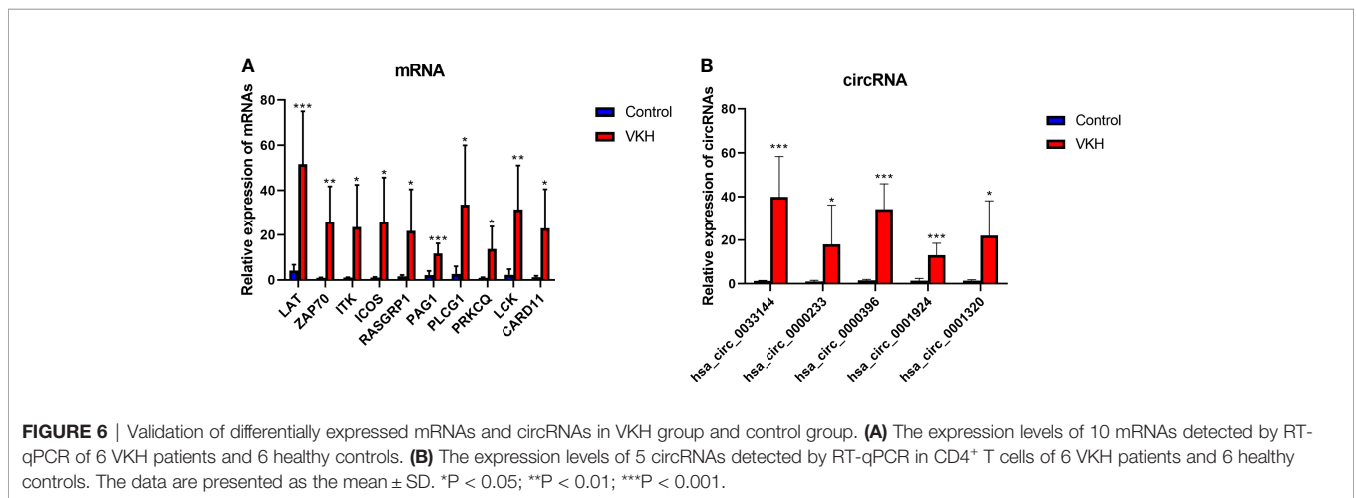 A
mRNA
Relative expression of mRNAs
80
60
40
20
0
***
**
*
*
*
***
*
*
**
*
LAT
ZAP70
ITK
ICOS
RASGRP1
PAG1
PLCG1
PRKCQ
LCK
CARD11
Control
VKH
B
circRNA
Relative expression of circRNAs
80
60
40
20
0
***
*
***
***
*
hsa_circ_0033144
hsa_circ_0000233
hsa_circ_0000396
hsa_circ_0001924
hsa_circ_0001320
Control
VKH
FIGURE 6 | Validation of differentially expressed mRNAs and circRNAs in VKH group and control group. (A) The expression levels of 10 mRNAs detected by RT-
qPCR of 6 VKH patients and 6 healthy controls. (B) The expression levels of 5 circRNAs detected by RT-qPCR in CD4⁺ T cells of 6 VKH patients and 6 healthy
controls. The data are presented as the mean ± SD. *P < 0.05; **P < 0.01; ***P < 0.001.